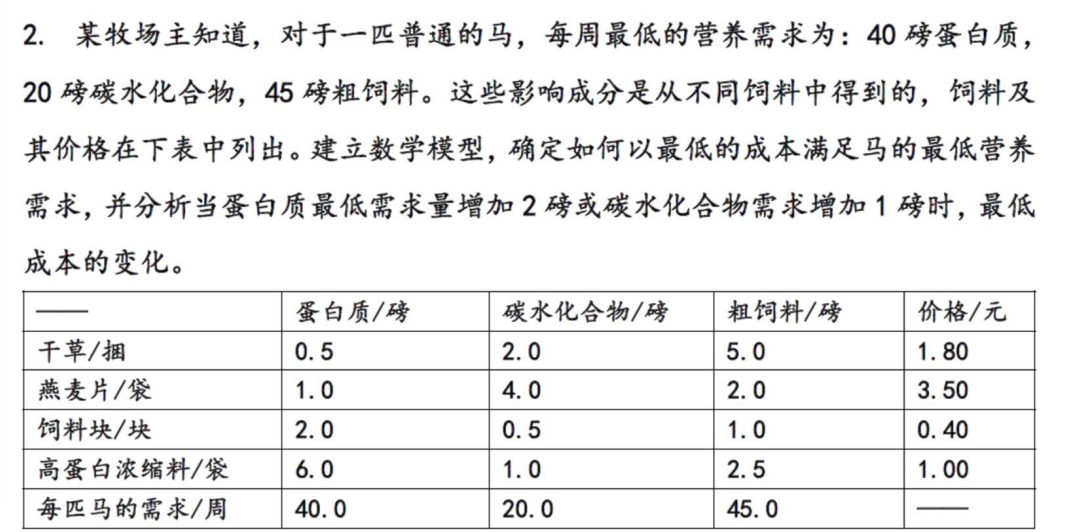 2. 某牧场主知道，对于一匹普通的马，每周最低的营养需求为：40 磅蛋白质，
20 磅碳水化合物，45 磅粗饲料。这些影响成分是从不同饲料中得到的，饲料及
其价格在下表中列出。建立数学模型，确定如何以最低的成本满足马的最低营养
需求，并分析当蛋白质最低需求量增加 2 磅或碳水化合物需求增加 1 磅时，最低
成本的变化。
—— 蛋白质/磅 碳水化合物/磅 粗饲料/磅 价格/元
干草/捆 0.5 2.0 5.0 1.80
燕麦片/袋 1.0 4.0 2.0 3.50
饲料块/块 2.0 0.5 1.0 0.40
高蛋白浓缩料/袋 6.0 1.0 2.5 1.00
每匹马的需求/周 40.0 20.0 45.0 ——